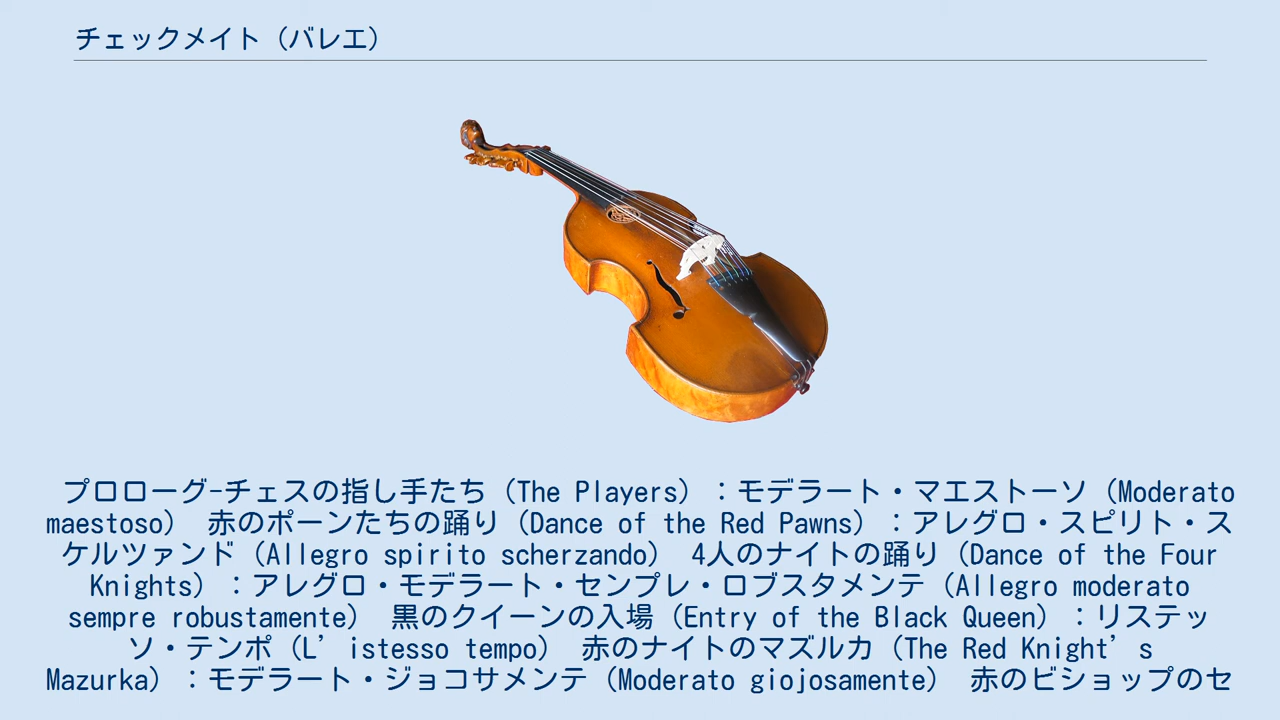 チェックメイト（バレエ）
プロローグ-チェスの指し手たち（The Players）：モデラート・マエストーソ（Moderato
maestoso） 赤のポーンたちの踊り（Dance of the Red Pawns）：アレグロ・スピリト・ス
ケルツァンド（Allegro spirito scherzando） 4人のナイトの踊り（Dance of the Four
Knights）：アレグロ・モデラート・センプレ・ロブスタメンテ（Allegro moderato
sempre robustamente） 黒のクイーンの入場（Entry of the Black Queen）：リステッ
ソ・テンポ（L’istesso tempo） 赤のナイトのマズルカ（The Red Knight’s
Mazurka）：モデラート・ジョコサメンテ（Moderato giojosamente） 赤のビショップのセ